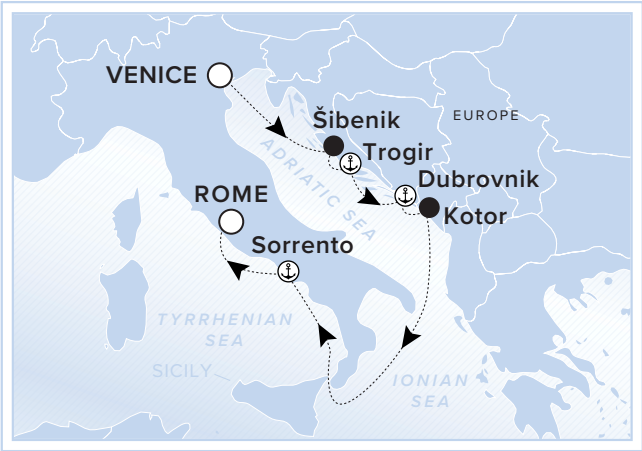 VENICE
EUROPE
Šibenik
Trogir
ADRIATIC SEA
Dubrovnik
ROME
Kotor
Sorrento
TYRRHENIAN
SEA
SICILY
IONIAN
SEA